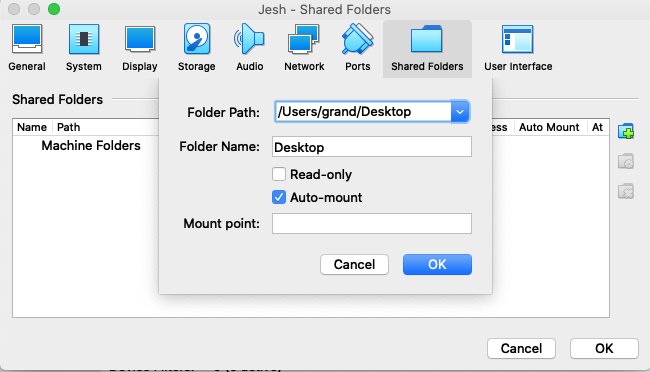 Jesh - Shared Folders
General System Display Storage Audio Network Ports Shared Folders User Interface
Shared Folders
Name Path ess Auto Mount At
Machine Folders
Folder Path: /Users/grand/Desktop
Folder Name: Desktop
Read-only
Auto-mount
Mount point:
Cancel OK
Cancel OK